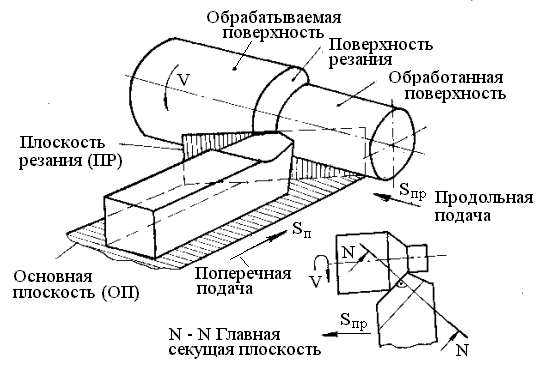 Обрабатываемая
поверхность
Поверхность
резания
Обработанная
поверхность
V
Плоскость
резания (ПР)
Sпр
Продольная
подача
Sп
Поперечная
подача
Основная
плоскость (ОП)
N
V
Sпр
N - N Главная
секущая плоскость
N